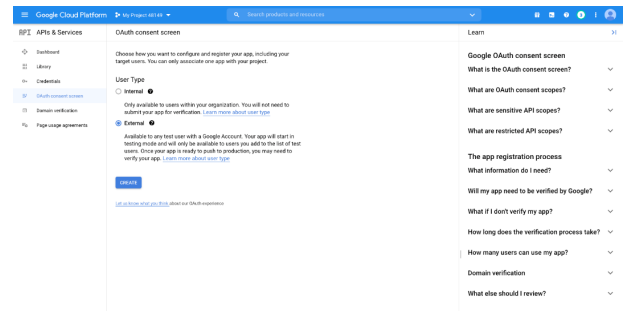 Google Cloud Platform
My Project 48149
Search products and resources
API APIs & Services
OAuth consent screen
Learn
Dashboard
Library
Credentials
OAuth consent screen
Domain verification
Page usage agreements
Choose how you want to configure and register your app, including your
target users. You can only associate one app with your project.
User Type
Internal
Only available to users within your organization. You will not need to
submit your app for verification. Learn more about user type
External
Available to any test user with a Google Account. Your app will start in
testing mode and will only be available to users you add to the list of test
users. Once your app is ready to push to production, you may need to
verify your app. Learn more about user type
CREATE
Let us know what you think about our OAuth experience
Google OAuth consent screen
What is the OAuth consent screen?
What are OAuth consent scopes?
What are sensitive API scopes?
What are restricted API scopes?
The app registration process
What information do I need?
Will my app need to be verified by Google?
What if I don't verify my app?
How long does the verification process take?
How many users can use my app?
Domain verification
What else should I review?